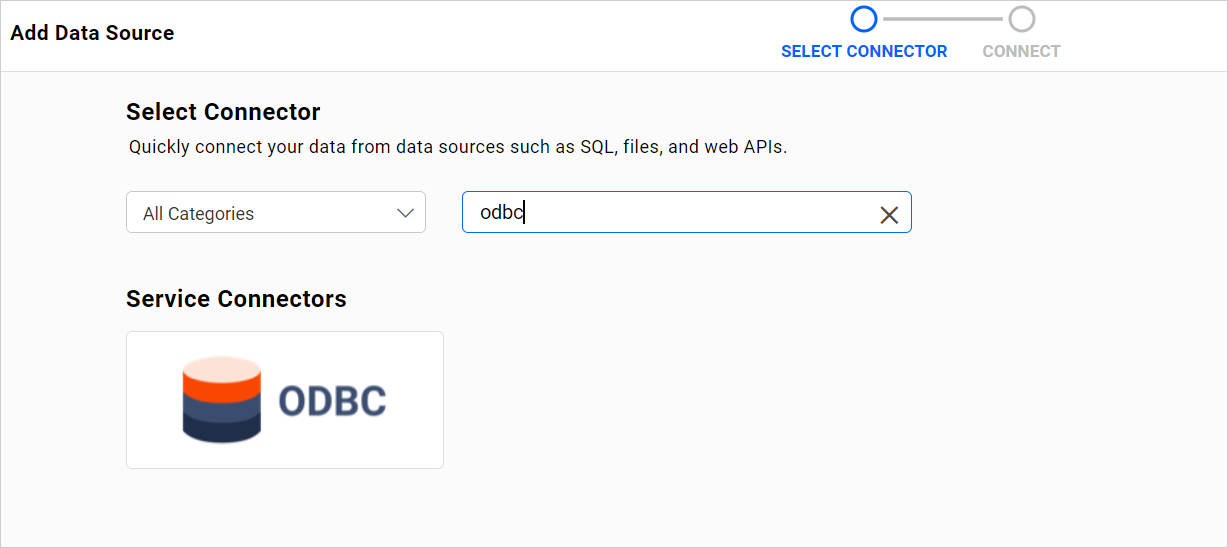 Add Data Source
SELECT CONNECTOR
CONNECT
Select Connector
Quickly connect your data from data sources such as SQL, files, and web APIs.
All Categories
odbc
Service Connectors
ODBC